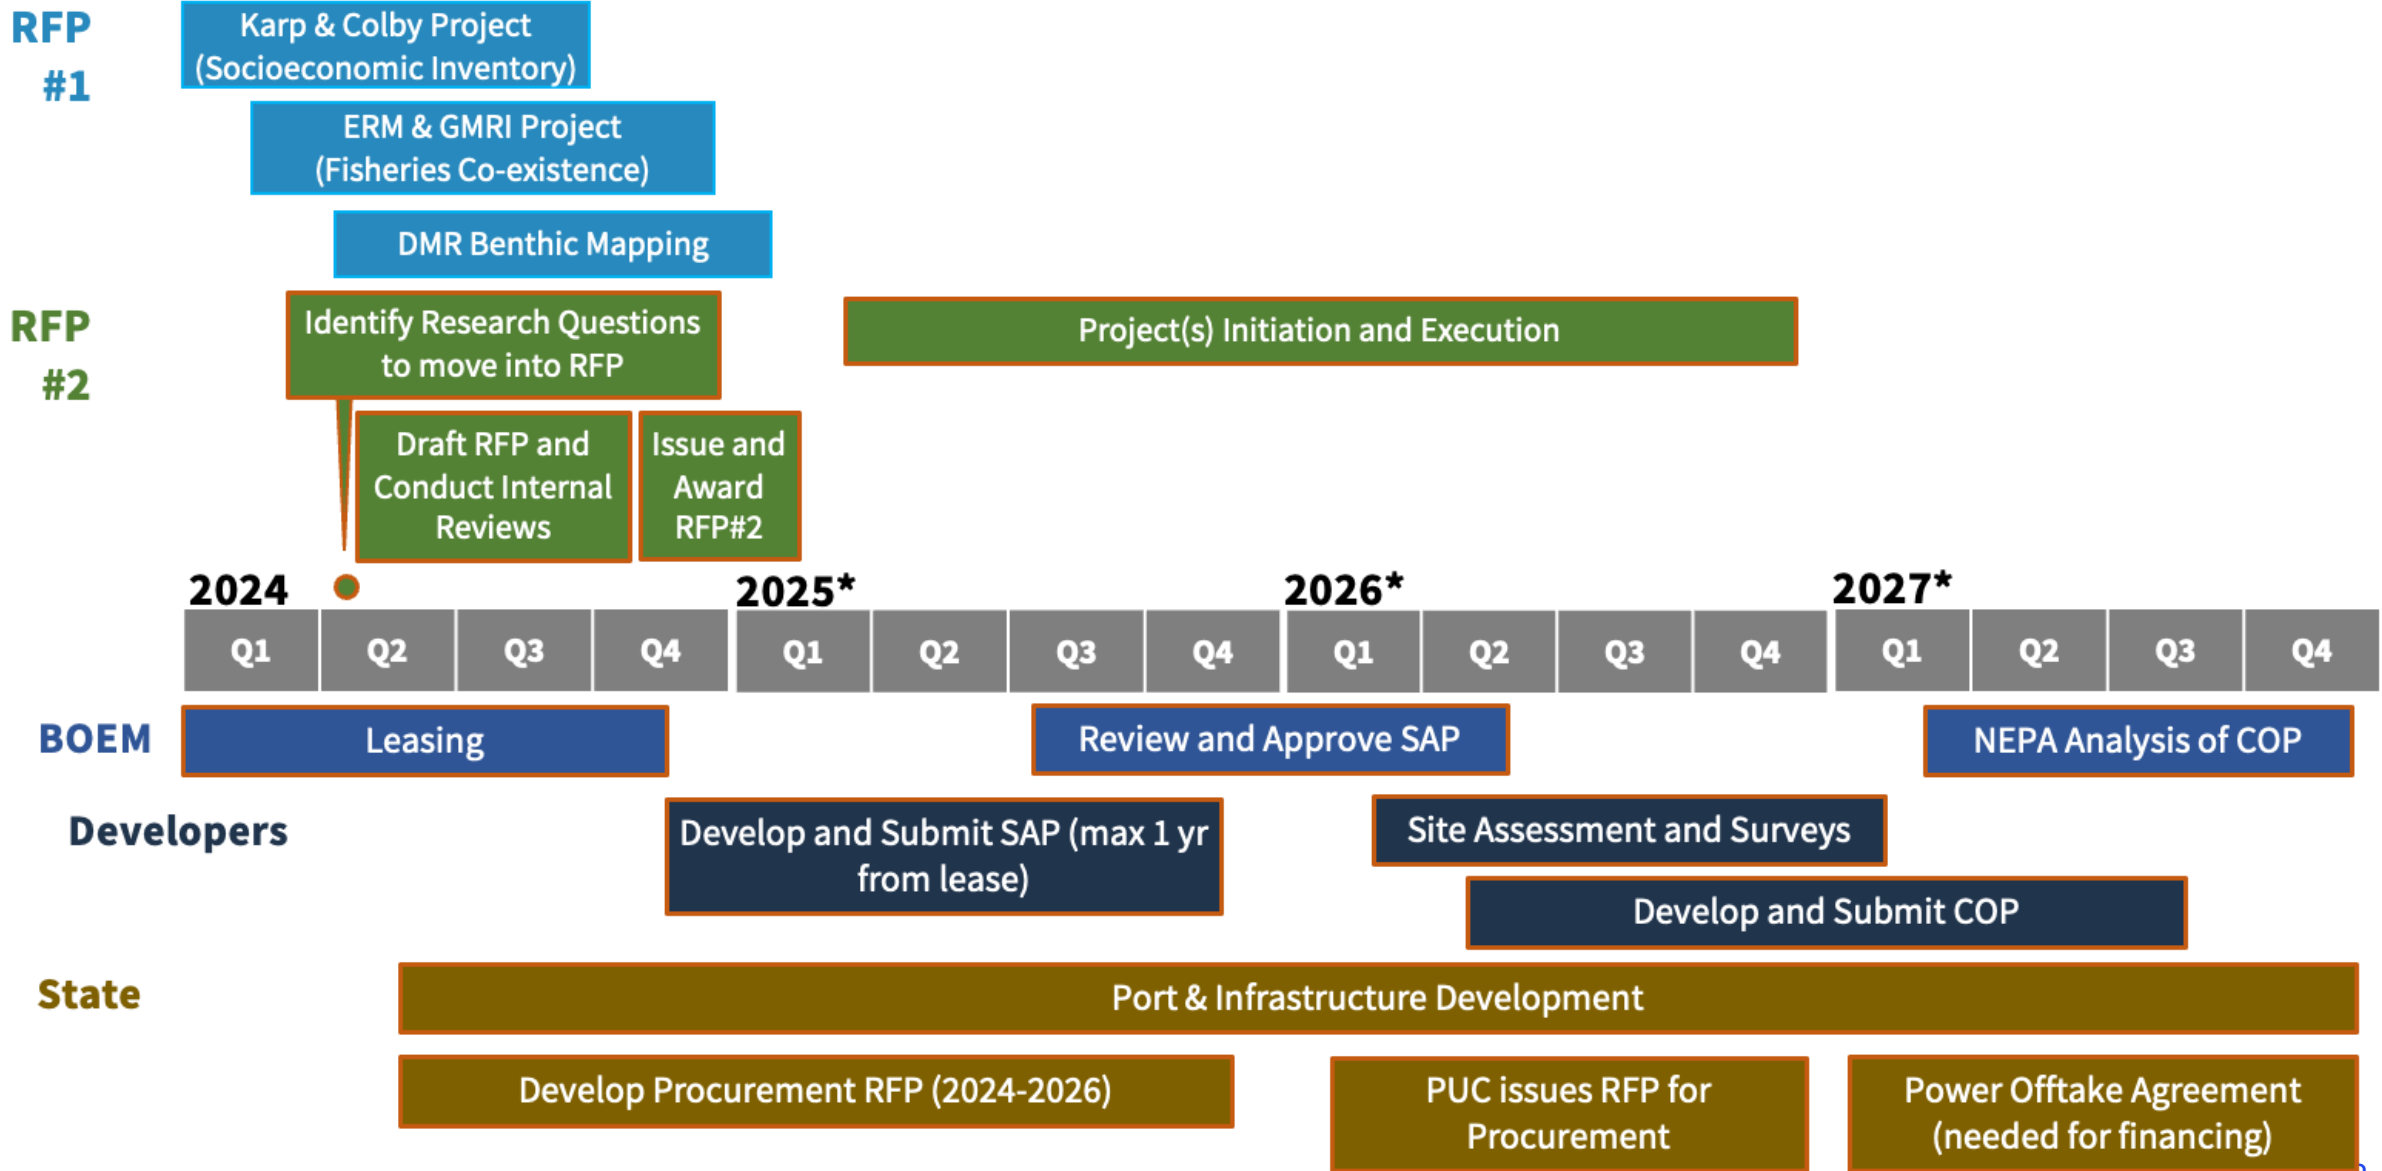 RFP
#1
Karp & Colby Project
(Socioeconomic Inventory)
ERM & GMRI Project
(Fisheries Co-existence)
DMR Benthic Mapping
RFP
#2
Identify Research Questions
to move into RFP
Project(s) Initiation and Execution
Draft RFP and
Conduct Internal
Reviews
Issue and
Award
RFP#2
2024
2025*
2026*
2027*
Q1 Q2 Q3 Q4 Q1 Q2 Q3 Q4 Q1 Q2 Q3 Q4 Q1 Q2 Q3 Q4
BOEM
Leasing
Review and Approve SAP
NEPA Analysis of COP
Developers
Develop and Submit SAP (max 1 yr
from lease)
Site Assessment and Surveys
Develop and Submit COP
State
Port & Infrastructure Development
Develop Procurement RFP (2024-2026)
PUC issues RFP for
Procurement
Power Offtake Agreement
(needed for financing)